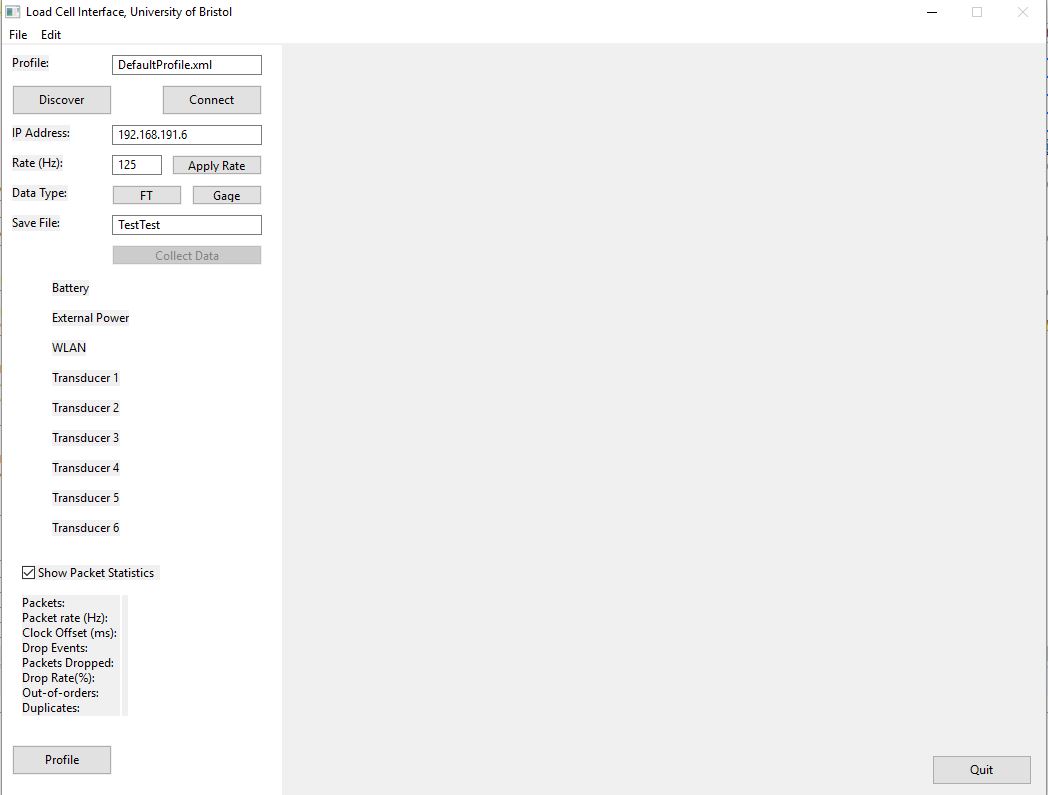 Load Cell Interface, University of Bristol
File Edit
Profile: DefaultProfile.xml
Discover Connect
IP Address: 192.168.191.6
Rate (Hz): 125 Apply Rate
Data Type: FT Gage
Save File: TestTest
Collect Data
Battery
External Power
WLAN
Transducer 1
Transducer 2
Transducer 3
Transducer 4
Transducer 5
Transducer 6
Show Packet Statistics
Packets:
Packet rate (Hz):
Clock Offset (ms):
Drop Events:
Packets Dropped:
Drop Rate(%):
Out-of-orders:
Duplicates:
Profile
Quit